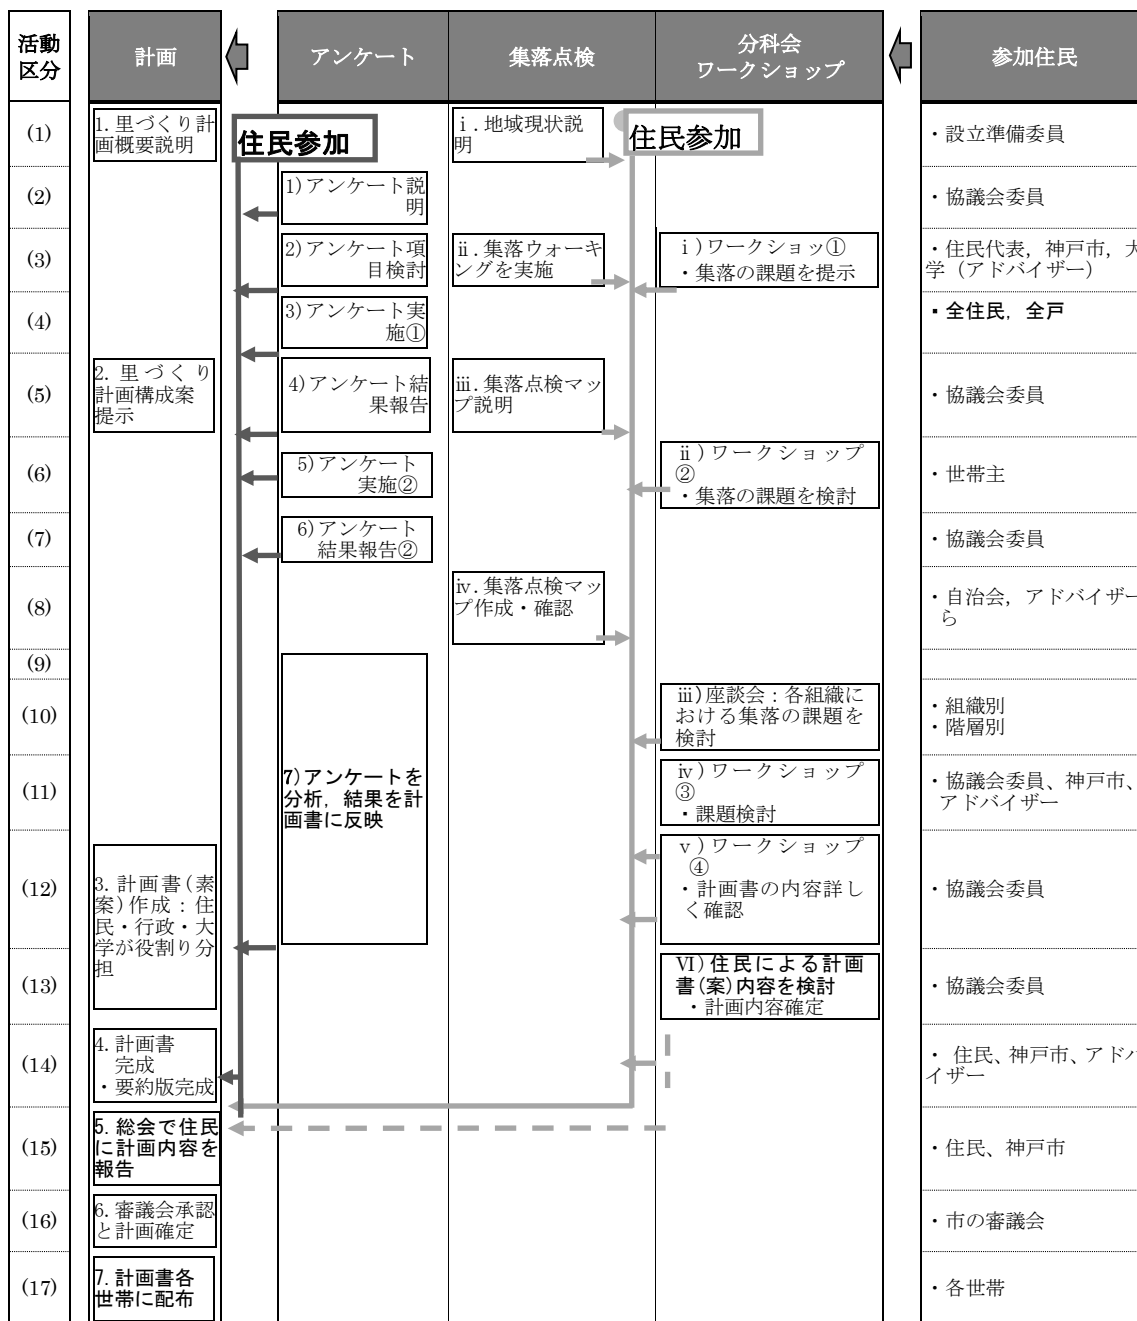 活動
区分
計画
アンケート
集落点検
分科会
ワークショップ
参加住民
(1)
1. 里づくり計
画概要説明
住民参加
ⅰ. 地域現状説
明
住民参加
・設立準備委員
(2)
1)アンケート説
明
・協議会委員
(3)
2)アンケート項
目検討
ⅱ. 集落ウォーキ
ングを実施
ⅰ)ワークショッ①
・集落の課題を提示
・住民代表，神戸市，大
学（アドバイザー）
(4)
3)アンケート実
施①
▪全住民，全戸
(5)
2. 里づくり
計画構成案
提示
4)アンケート結
果報告
ⅲ. 集落点検マッ
プ説明
・協議会委員
(6)
5)アンケート
実施②
ⅱ)ワークショップ
②
・集落の課題を検討
・世帯主
(7)
6)アンケート
結果報告②
・協議会委員
(8)
ⅳ. 集落点検マッ
プ作成・確認
・自治会，アドバイザー
ら
(9)
(10)
ⅲ)座談会：各組織に
おける集落の課題を
検討
・組織別
・階層別
(11)
7)アンケートを
分析，結果を計
画書に反映
ⅳ)ワークショップ
③
▪課題検討
・協議会委員、神戸市、
アドバイザー
(12)
3. 計画書(素
案)作成：住
民・行政・大
学が役割り分
担
ⅴ)ワークショップ
④
・計画書の内容詳し
く確認
・協議会委員
(13)
Ⅵ)住民による計画
書(案)内容を検討
・計画内容確定
・協議会委員
(14)
4. 計画書
完成
・要約版完成
・ 住民、神戸市、アドバ
イザー
(15)
5. 総会で住民
に計画内容を
報告
・住民、神戸市
(16)
6. 審議会承認
と計画確定
・市の審議会
(17)
7. 計画書各
世帯に配布
・各世帯